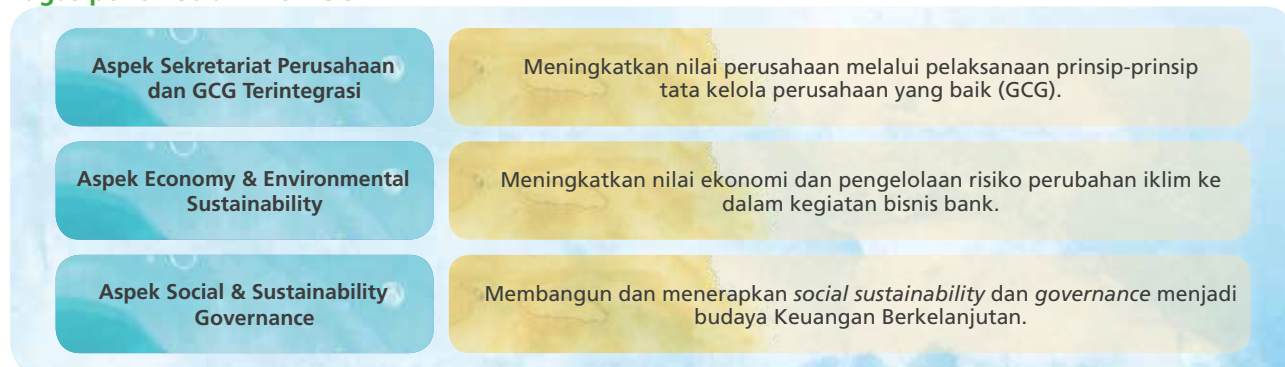 Aspek Sekretariat Perusahaan
dan GCG Terintegrasi
Meningkatkan nilai perusahaan melalui pelaksanaan prinsip-prinsip
tata kelola perusahaan yang baik (GCG).
Aspek Economy & Environmental
Sustainability
Meningkatkan nilai ekonomi dan pengelolaan risiko perubahan iklim ke
dalam kegiatan bisnis bank.
Aspek Social & Sustainability
Governance
Membangun dan menerapkan social sustainability dan governance menjadi
budaya Keuangan Berkelanjutan.